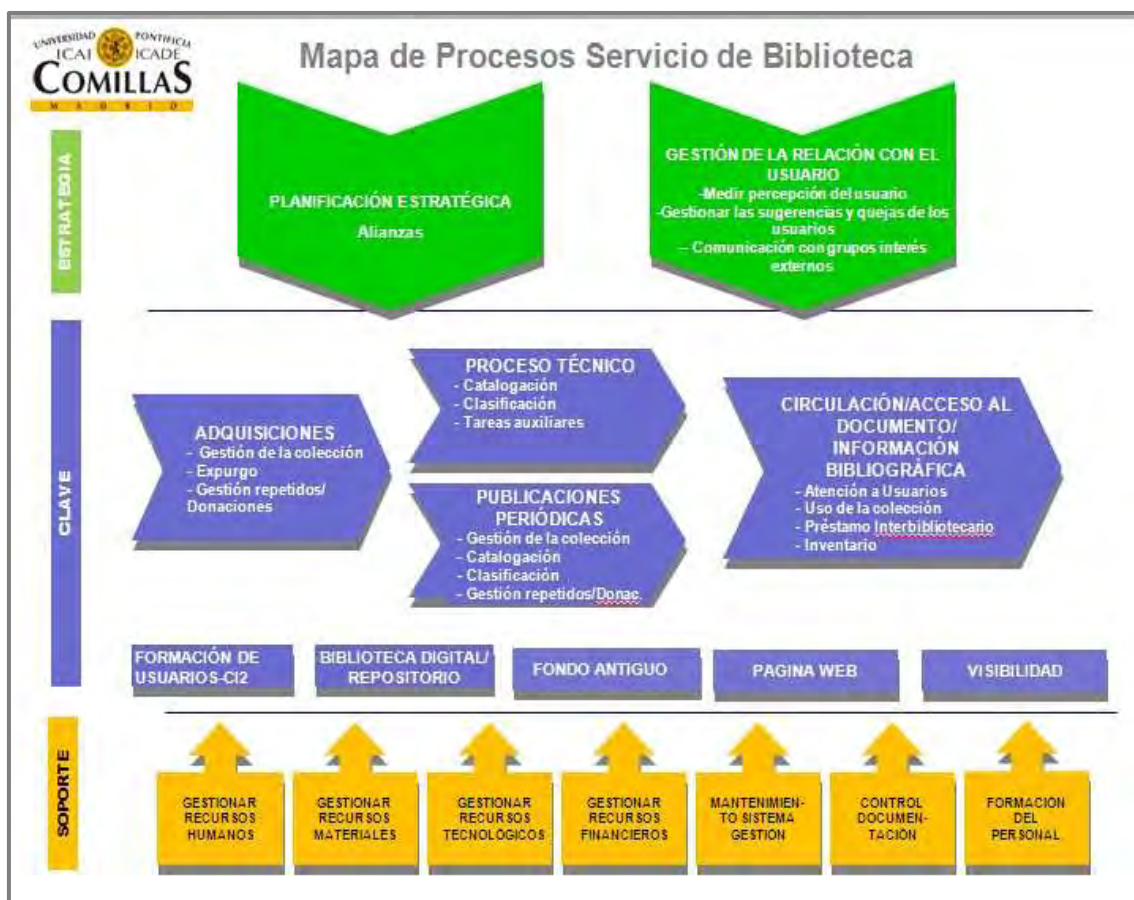 UNIVERSIDAD PONTIFICIA
ICAI ICADE
COMILLAS
MADRID
Mapa de Procesos Servicio de Biblioteca
ESTRATEGIA
PLANIFICACIÓN ESTRATÉGICA
Alianzas
GESTIÓN DE LA RELACIÓN CON EL
USUARIO
-Medir percepción del usuario
-Gestionar las sugerencias y quejas de los
usuarios
– Comunicación con grupos interés
externos
CLAVE
ADQUISICIONES
- Gestión de la colección
- Expurgo
- Gestión repetidos/
Donaciones
PROCESO TÉCNICO
- Catalogación
- Clasificación
- Tareas auxiliares
PUBLICACIONES
PERIÓDICAS
- Gestión de la colección
- Catalogación
- Clasificación
- Gestión repetidos/Donac.
CIRCULACIÓN/ACCESO AL
DOCUMENTO/
INFORMACIÓN
BIBLIOGRÁFICA
- Atención a Usuarios
- Uso de la colección
- Préstamo Interbibliotecario
- Inventario
FORMACIÓN DE
USUARIOS-CI2
BIBLIOTECA DIGITAL/
REPOSITORIO
FONDO ANTIGUO
PAGINA WEB
VISIBILIDAD
SOPORTE
GESTIONAR
RECURSOS
HUMANOS
GESTIONAR
RECURSOS
MATERIALES
GESTIONAR
RECURSOS
TECNOLÓGICOS
GESTIONAR
RECURSOS
FINANCIEROS
MANTENIMIEN-
TO SISTEMA
GESTIÓN
CONTROL
DOCUMEN-
TACIÓN
FORMACIÓN
DEL
PERSONAL